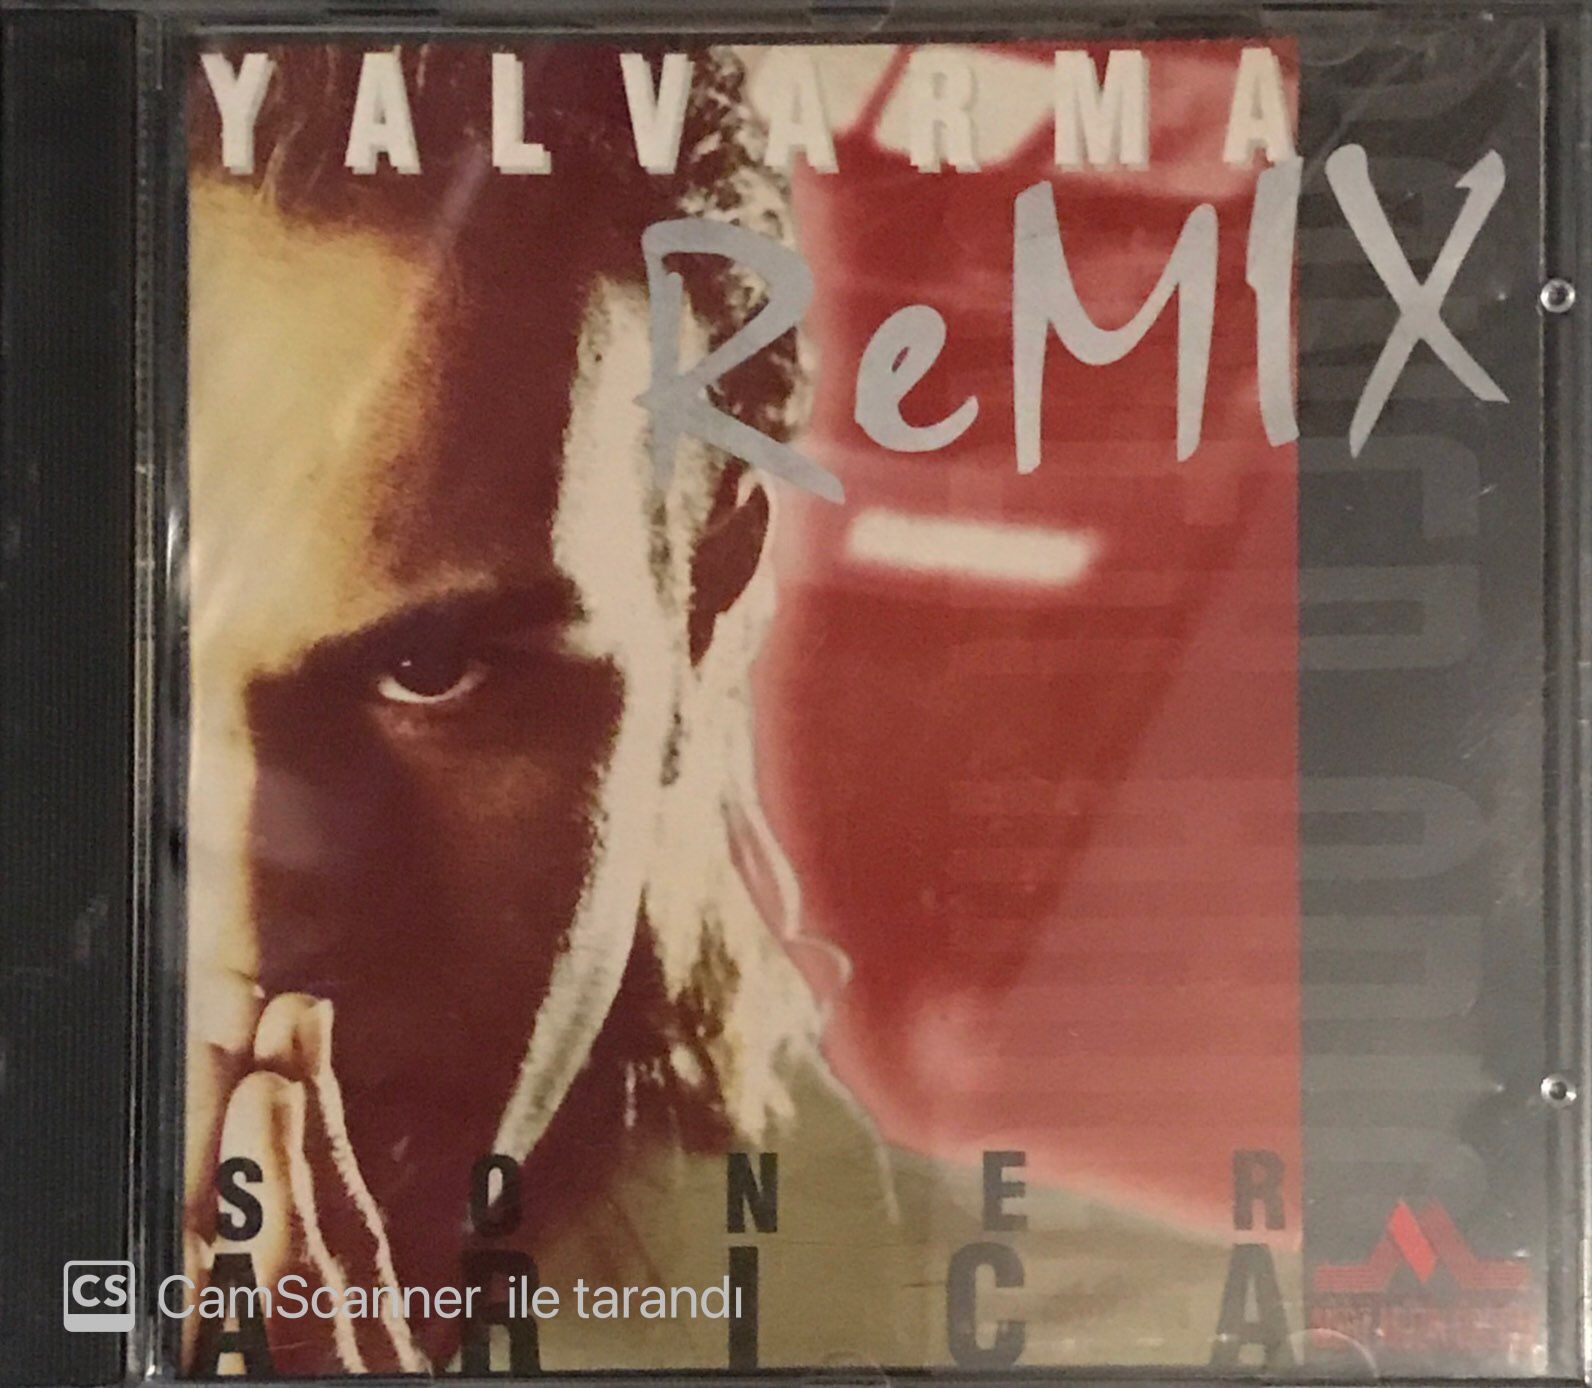 YALVARMA
ReMIX
SONER
ARICA
CS CamScanner ile tarandı